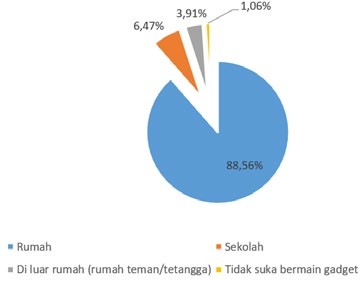 1,06%
3,91%
6,47%
88,56%
Rumah
Sekolah
Di luar rumah (rumah teman/tetangga)
Tidak suka bermain gadget